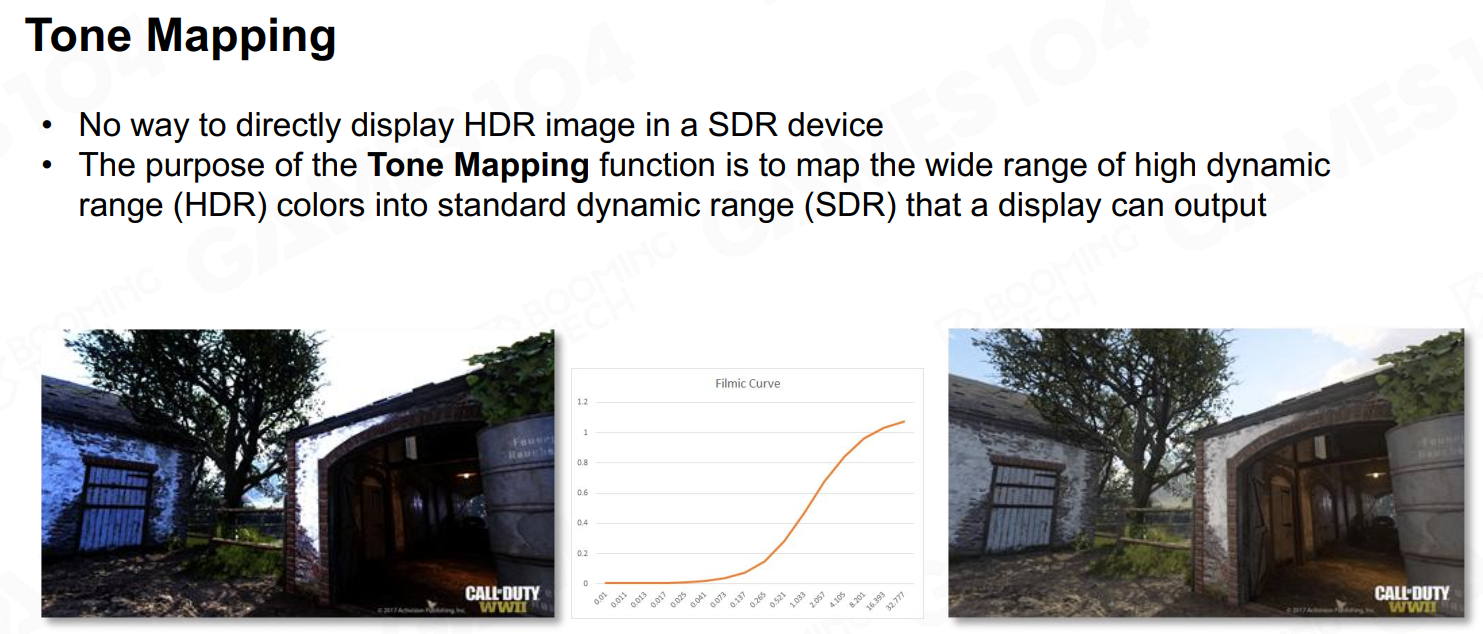 Tone Mapping
• No way to directly display HDR image in a SDR device
• The purpose of the Tone Mapping function is to map the wide range of high dynamic
range (HDR) colors into standard dynamic range (SDR) that a display can output
Fauser
CALL OF DUTY
WWII
© 2017 Activision Publishing, Inc.
Filmic Curve
1.2
1
0.8
0.6
0.4
0.2
0
0.01
0.011
0.013
0.017
0.025
0.041
0.073
0.137
0.265
0.521
1.033
2.057
4.105
8.201
16.393
32.777
CALL OF DUTY
WWII
© 2017 Activision Publishing, Inc.
GAMES 104
BOOMING
TECH